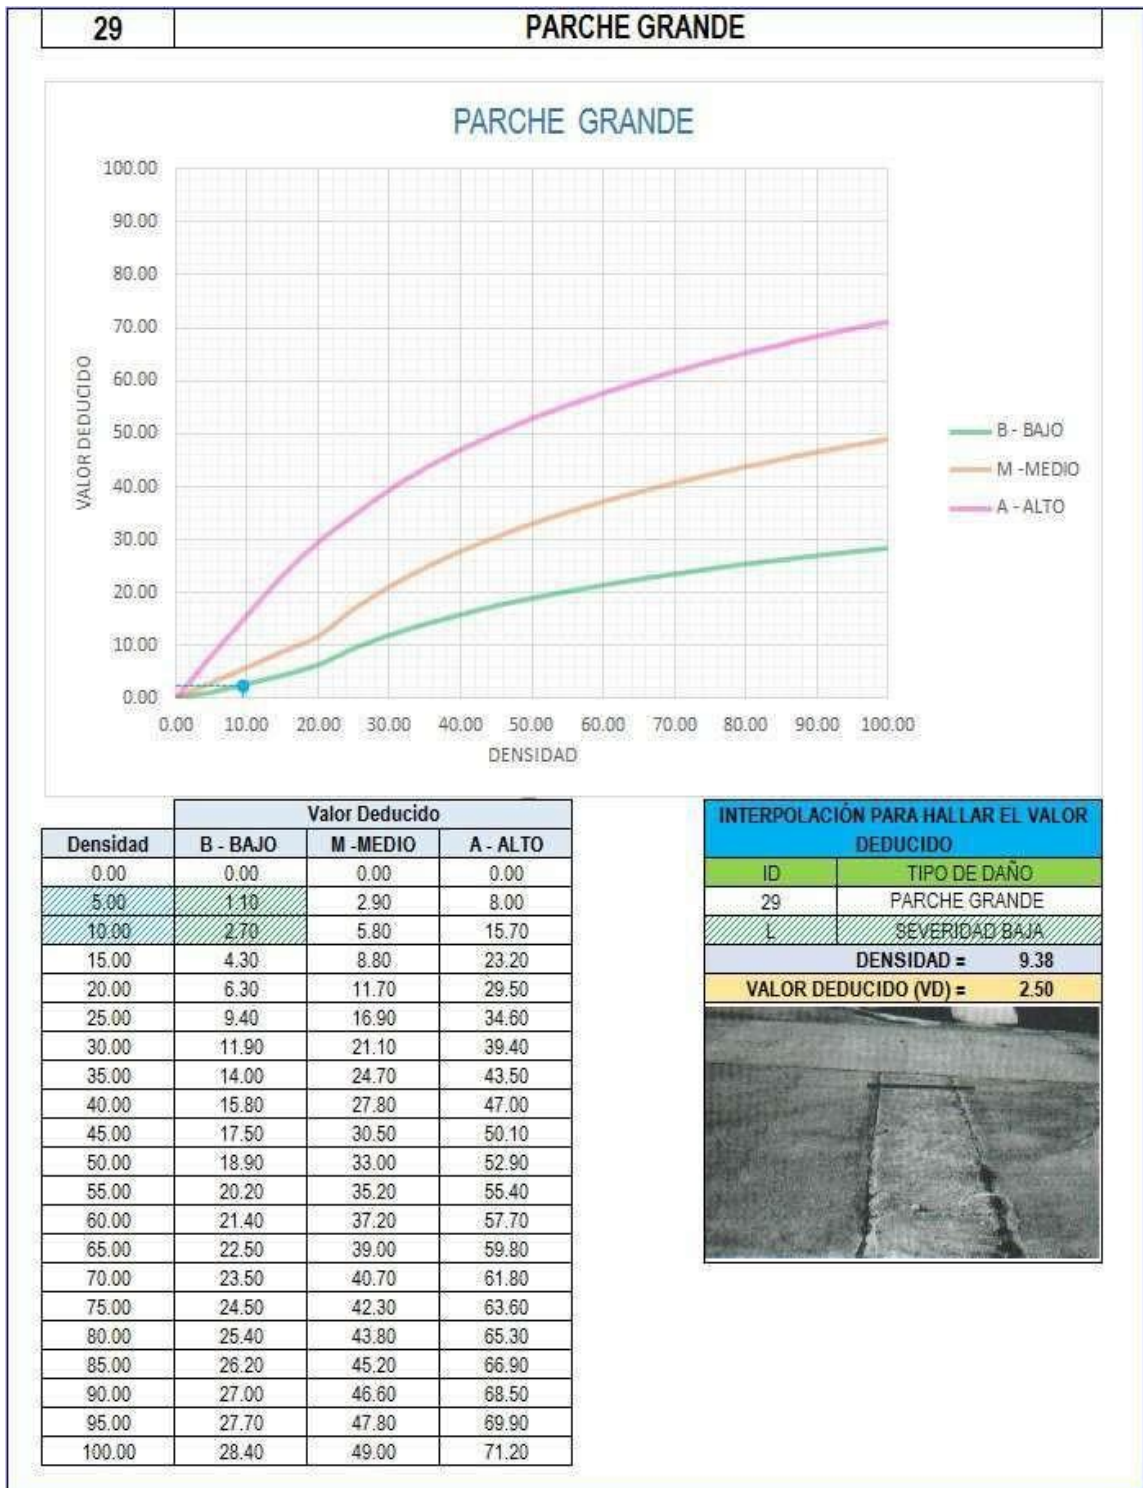 29 PARCHE GRANDE
PARCHE GRANDE
100.00
90.00
80.00
70.00
60.00
50.00
40.00
30.00
20.00
10.00
0.00
VALOR DEDUCIDO
0.00 10.00 20.00 30.00 40.00 50.00 60.00 70.00 80.00 90.00 100.00
DENSIDAD
B - BAJO
M -MEDIO
A - ALTO
Valor Deducido
Densidad B - BAJO M -MEDIO A - ALTO
0.00 0.00 0.00 0.00
5.00 1.10 2.90 8.00
10.00 2.70 5.80 15.70
15.00 4.30 8.80 23.20
20.00 6.30 11.70 29.50
25.00 9.40 16.90 34.60
30.00 11.90 21.10 39.40
35.00 14.00 24.70 43.50
40.00 15.80 27.80 47.00
45.00 17.50 30.50 50.10
50.00 18.90 33.00 52.90
55.00 20.20 35.20 55.40
60.00 21.40 37.20 57.70
65.00 22.50 39.00 59.80
70.00 23.50 40.70 61.80
75.00 24.50 42.30 63.60
80.00 25.40 43.80 65.30
85.00 26.20 45.20 66.90
90.00 27.00 46.60 68.50
95.00 27.70 47.80 69.90
100.00 28.40 49.00 71.20
INTERPOLACIÓN PARA HALLAR EL VALOR
DEDUCIDO
ID TIPO DE DAÑO
29 PARCHE GRANDE
L SEVERIDAD BAJA
DENSIDAD = 9.38
VALOR DEDUCIDO (VD) = 2.50